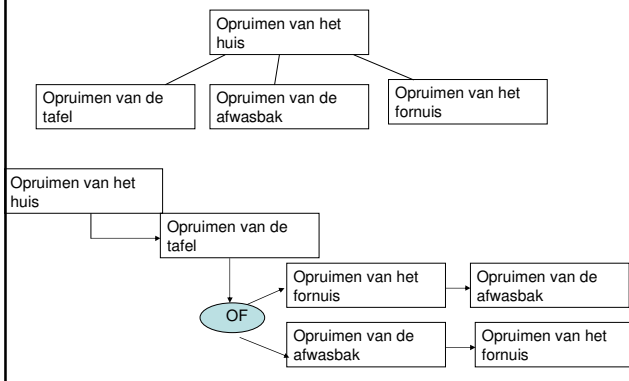 Opruimen van het
huis
Opruimen van de
tafel
Opruimen van de
afwasbak
Opruimen van het
fornuis
Opruimen van het
huis
Opruimen van de
tafel
OF
Opruimen van het
fornuis
Opruimen van de
afwasbak
Opruimen van de
afwasbak
Opruimen van het
fornuis